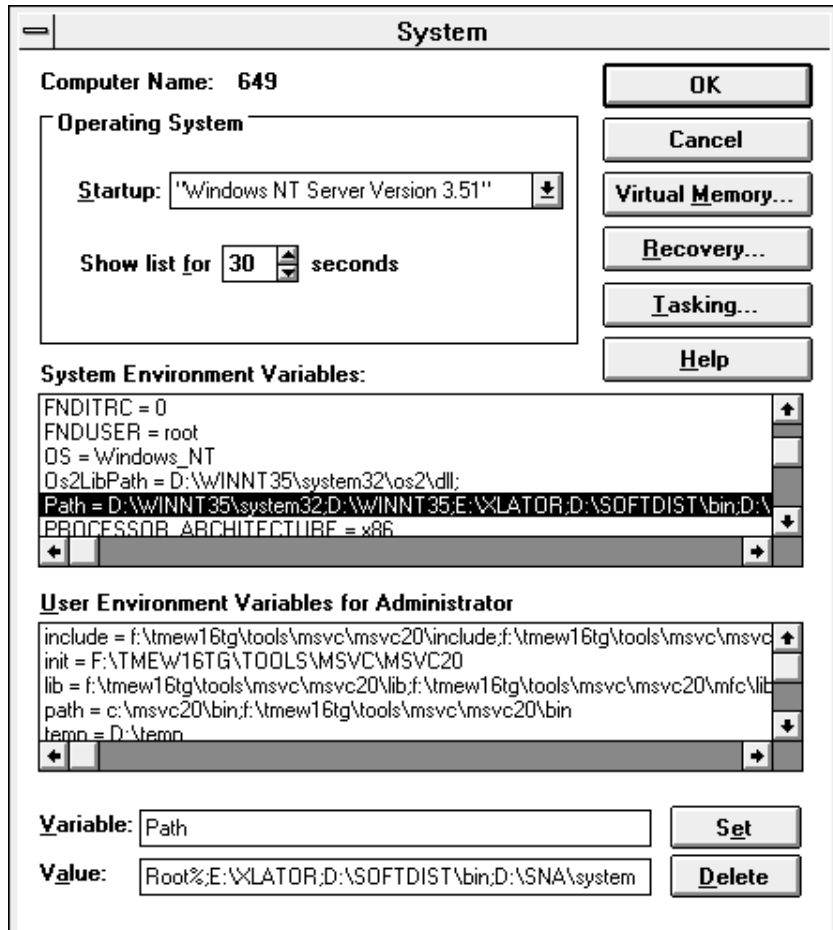 System
Computer Name: 649
OK
Operating System
Cancel
Startup: "Windows NT Server Version 3.51"
Virtual Memory...
Show list for 30 seconds
Recovery...
Tasking...
Help
System Environment Variables:
FNDITRC = 0
FNDUSER = root
OS = Windows_NT
Os2LibPath = D:\WINNT35\system32\os2\dll;
Path = D:\WINNT35\system32;D:\WINNT35;E:\XLATOR;D:\SOFTDIST\bin;D:\
PROCESSOR_ARCHITECTURE = x86
User Environment Variables for Administrator
include = f:\tmew16tg\tools\msvc\msvc20\include;f:\tmew16tg\tools\msvc\msvc
init = F:\TMEW16TG\TOOLS\MSVC\MSVC20
lib = f:\tmew16tg\tools\msvc\msvc20\lib;f:\tmew16tg\tools\msvc\msvc20\mfc\lib
path = c:\msvc20\bin;f:\tmew16tg\tools\msvc\msvc20\bin
temp = D:\temp
Variable: Path
Set
Value: Root%;E:\XLATOR;D:\SOFTDIST\bin;D:\SNA\system
Delete